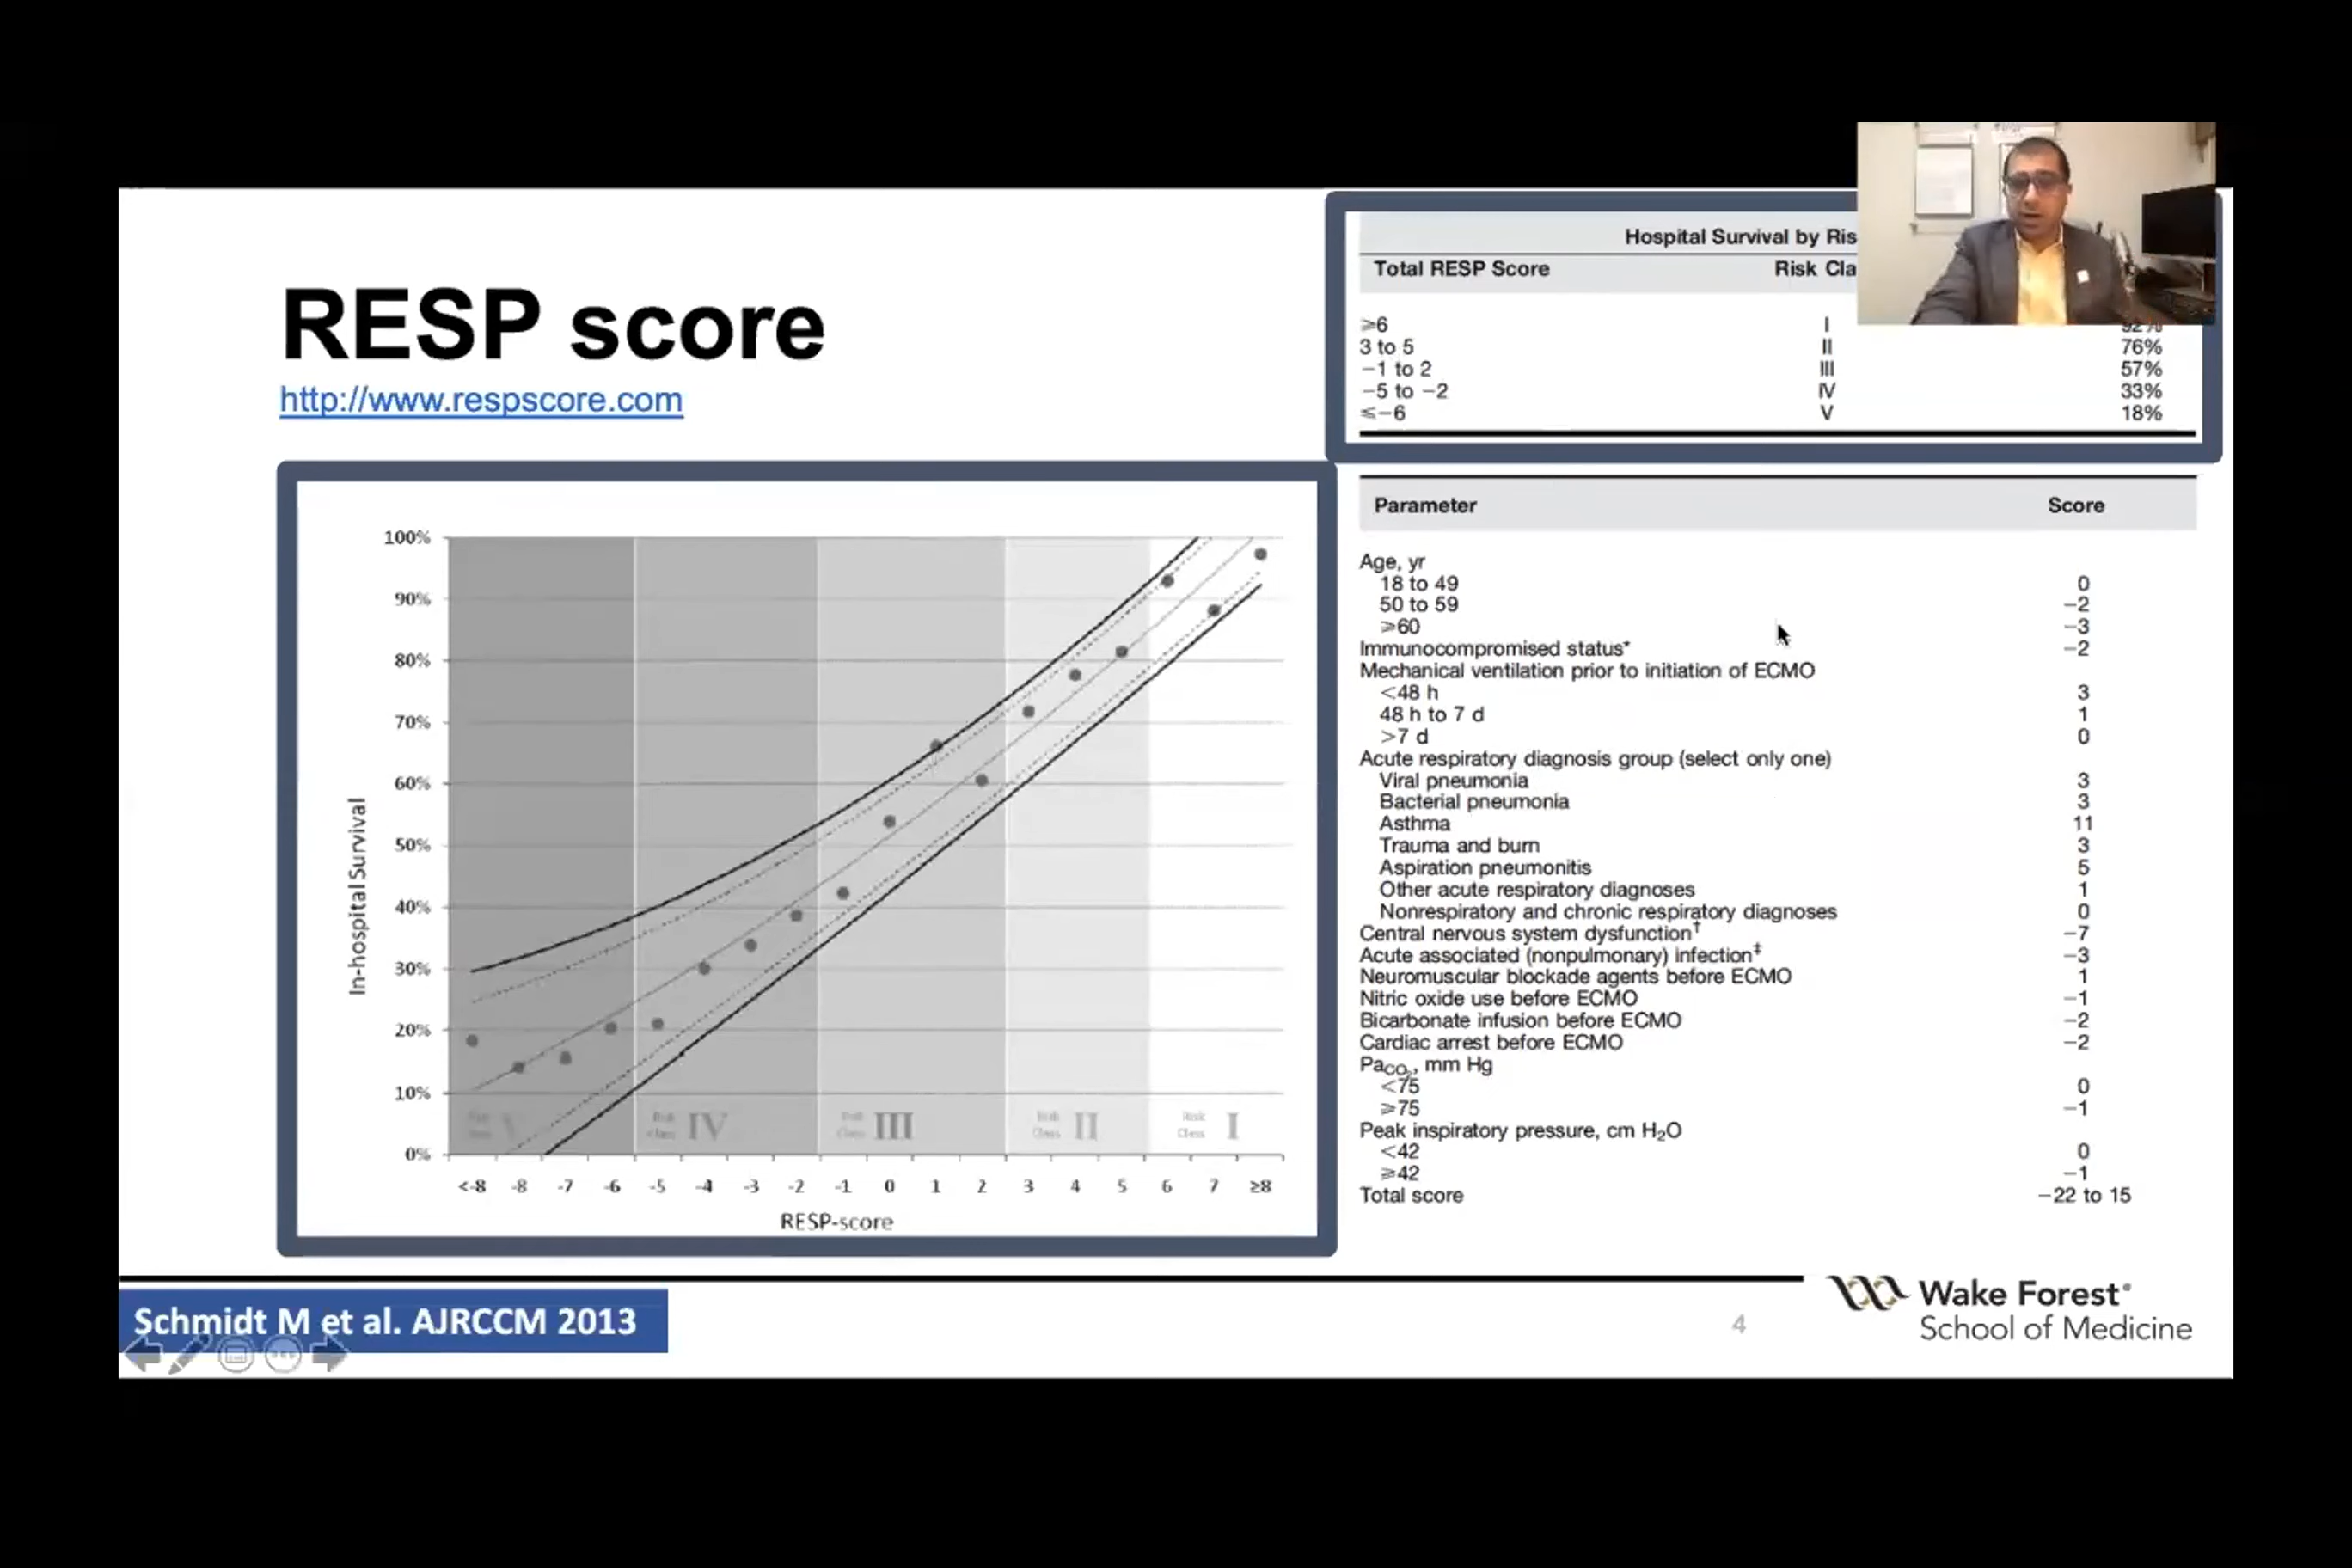 RESP score
http://www.respscore.com
Hospital Survival by
Total RESP Score Risk
≥6 I 92%
3 to 5 II 76%
−1 to 2 III 57%
−5 to −2 IV 33%
≤−6 V 18%
100%
90%
80%
70%
60%
50%
40%
30%
20%
10%
0%
In-hospital Survival
V
Risk Class IV
Risk Class III
Risk Class II
Risk Class I
<-8 -8 -7 -6 -5 -4 -3 -2 -1 0 1 2 3 4 5 6 7 ≥8
RESP-score
Parameter Score
Age, yr
18 to 49 0
50 to 59 −2
≥60 −3
Immunocompromised status* −2
Mechanical ventilation prior to initiation of ECMO
<48 h 3
48 h to 7 d 1
>7 d 0
Acute respiratory diagnosis group (select only one)
Viral pneumonia 3
Bacterial pneumonia 3
Asthma 11
Trauma and burn 3
Aspiration pneumonitis 5
Other acute respiratory diagnoses 1
Nonrespiratory and chronic respiratory diagnoses 0
Central nervous system dysfunction† −7
Acute associated (nonpulmonary) infection‡ −3
Neuromuscular blockade agents before ECMO 1
Nitric oxide use before ECMO −1
Bicarbonate infusion before ECMO −2
Cardiac arrest before ECMO −2
PaCO₂, mm Hg
<75 0
≥75 −1
Peak inspiratory pressure, cm H₂O
<42 0
≥42 −1
Total score −22 to 15
Schmidt M et al. AJRCCM 2013
4
Wake Forest®
School of Medicine